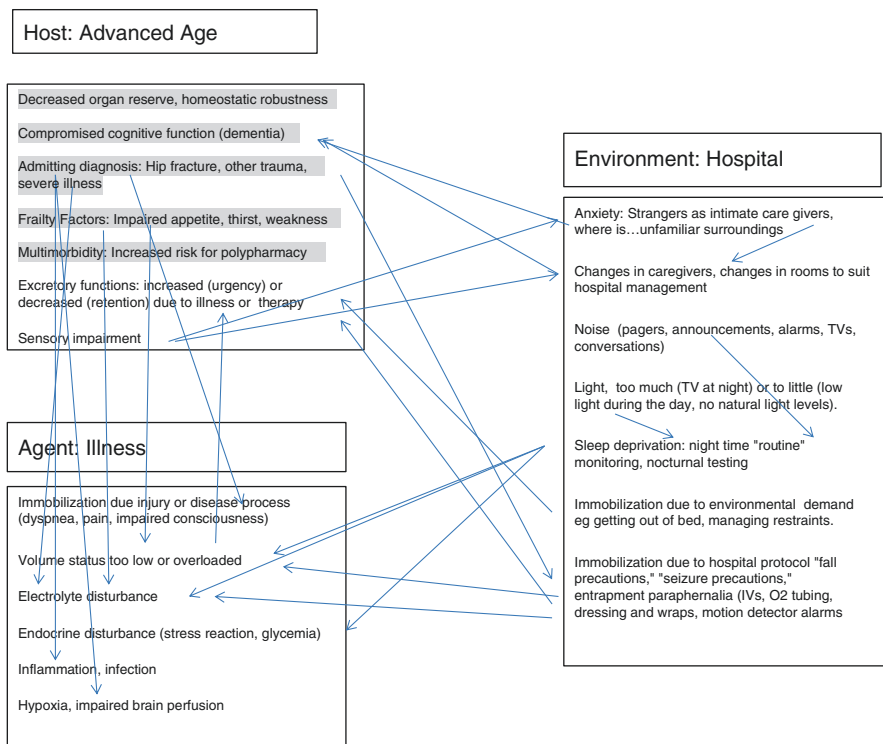 Host: Advanced Age
Decreased organ reserve, homeostatic robustness
Compromised cognitive function (dementia)
Admitting diagnosis: Hip fracture, other trauma,
severe illness
Frailty Factors: Impaired appetite, thirst, weakness
Multimorbidity: Increased risk for polypharmacy
Excretory functions: increased (urgency) or
decreased (retention) due to illness or therapy
Sensory impairment
Agent: Illness
Immobilization due injury or disease process
(dyspnea, pain, impaired consciousness)
Volume status too low or overloaded
Electrolyte disturbance
Endocrine disturbance (stress reaction, glycemia)
Inflammation, infection
Hypoxia, impaired brain perfusion
Environment: Hospital
Anxiety: Strangers as intimate care givers,
where is…unfamiliar surroundings
Changes in caregivers, changes in rooms to suit
hospital management
Noise (pagers, announcements, alarms, TVs,
conversations)
Light, too much (TV at night) or to little (low
light during the day, no natural light levels).
Sleep deprivation: night time "routine"
monitoring, nocturnal testing
Immobilization due to environmental demand
eg getting out of bed, managing restraints.
Immobilization due to hospital protocol "fall
precautions," "seizure precautions,"
entrapment paraphernalia (IVs, O2 tubing,
dressing and wraps, motion detector alarms